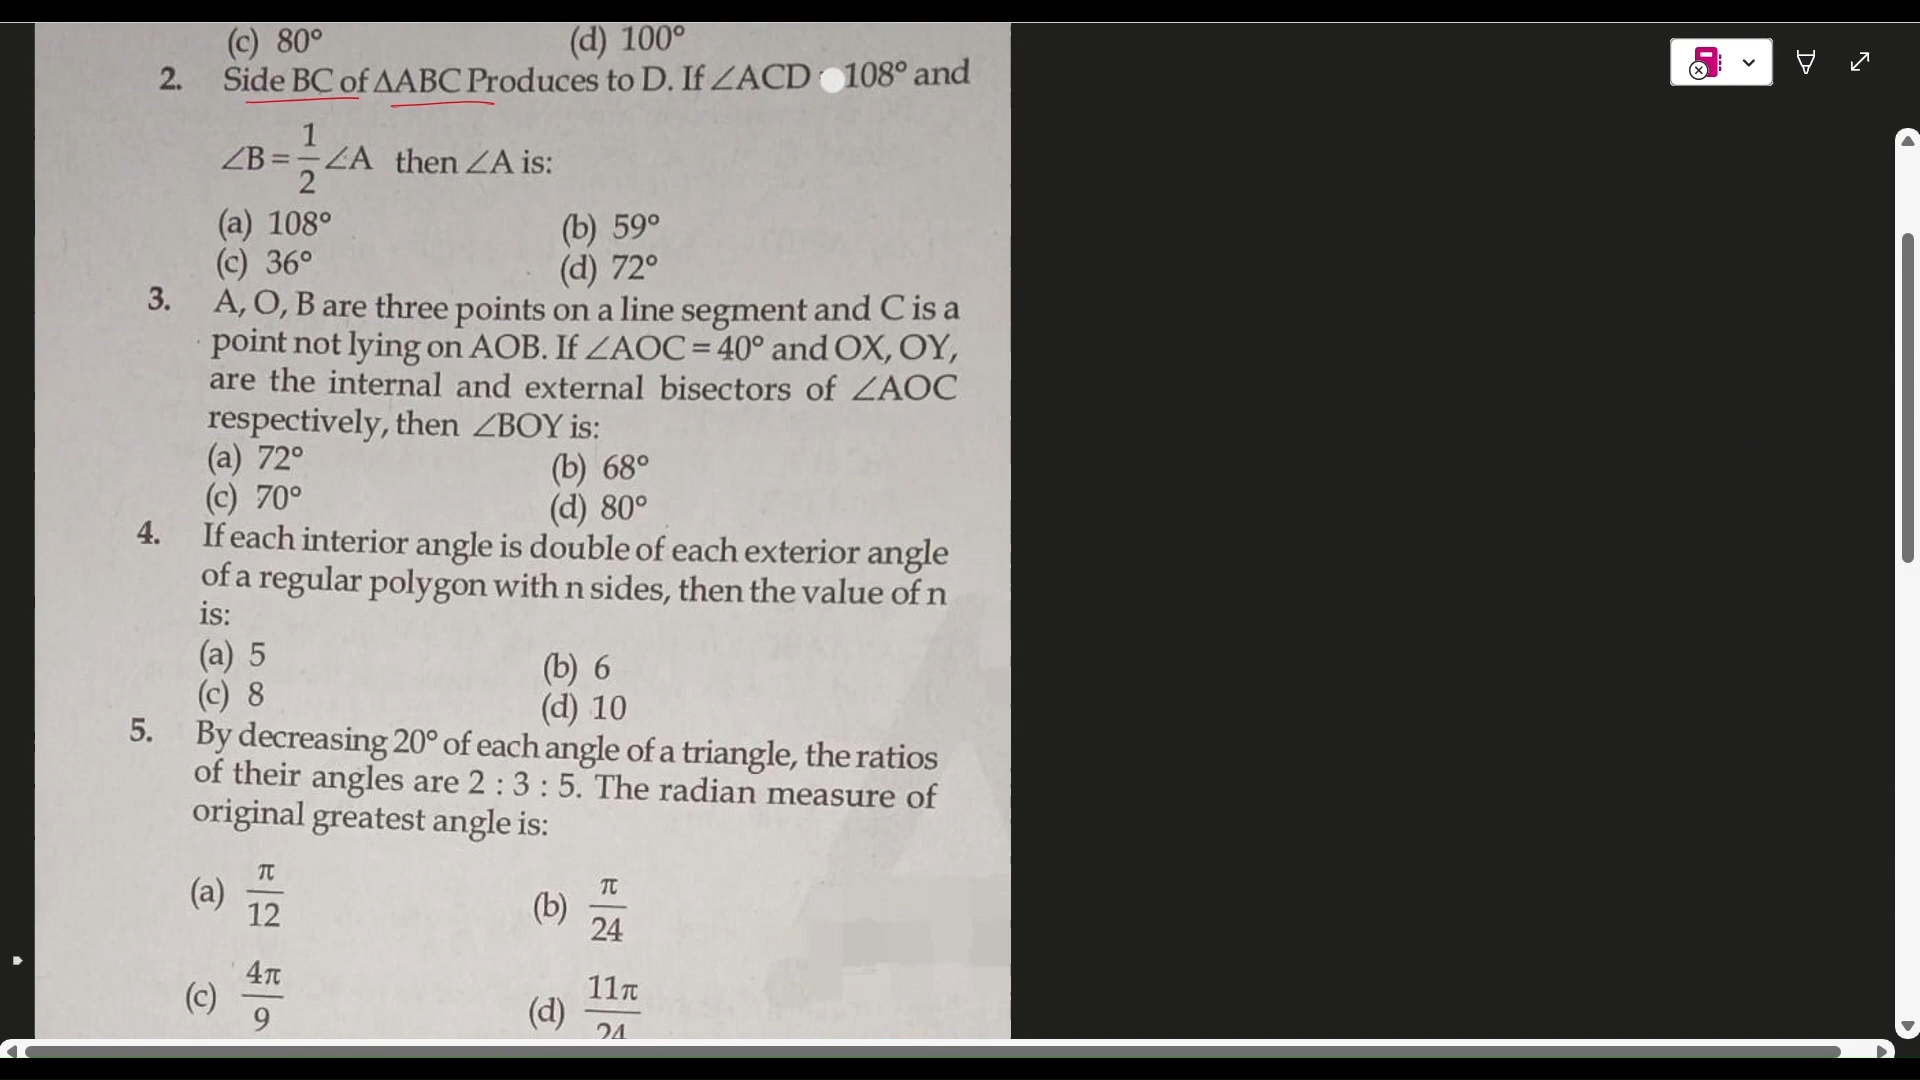 (c) 80° (d) 100°
2. Side BC of ΔABC Produces to D. If ∠ACD 108° and
∠B = 1/2 ∠A then ∠A is:
(a) 108° (b) 59°
(c) 36° (d) 72°
3. A, O, B are three points on a line segment and C is a
point not lying on AOB. If ∠AOC = 40° and OX, OY,
are the internal and external bisectors of ∠AOC
respectively, then ∠BOY is:
(a) 72° (b) 68°
(c) 70° (d) 80°
4. If each interior angle is double of each exterior angle
of a regular polygon with n sides, then the value of n
is:
(a) 5 (b) 6
(c) 8 (d) 10
5. By decreasing 20° of each angle of a triangle, the ratios
of their angles are 2 : 3 : 5. The radian measure of
original greatest angle is:
(a) π/12 (b) π/24
(c) 4π/9 (d) 11π/24